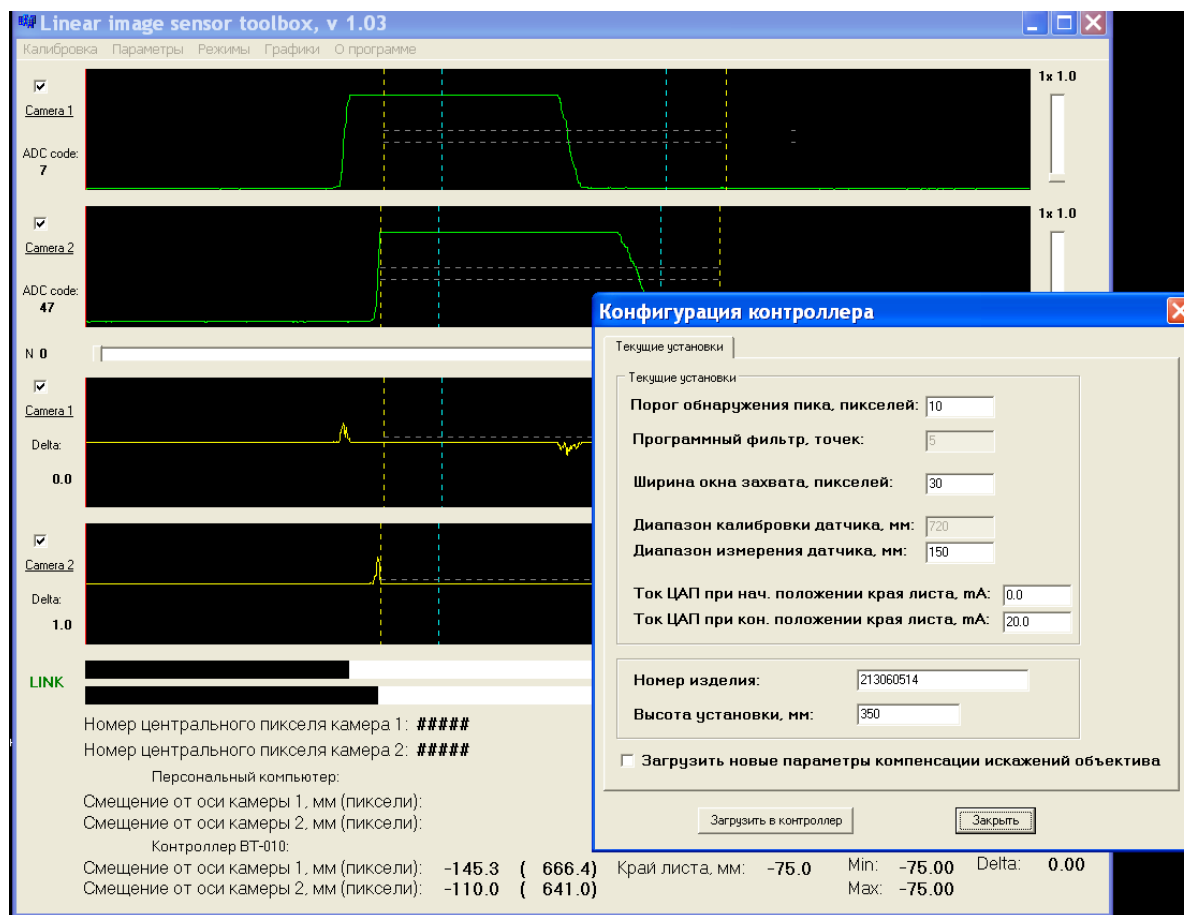 Linear image sensor toolbox, v 1.03
Калибровка Параметры Режимы Графики О программе
1x 1.0
Camera 1
ADC code:
7
1x 1.0
Camera 2
ADC code:
47
N 0
Camera 1
Delta:
0.0
Camera 2
Delta:
1.0
LINK
Номер центрального пикселя камера 1: #####
Номер центрального пикселя камера 2: #####
Персональный компьютер:
Смещение от оси камеры 1, мм (пиксели):
Смещение от оси камеры 2, мм (пиксели):
Контроллер BT-010:
Смещение от оси камеры 1, мм (пиксели): -145.3 ( 666.4) Край листа, мм: -75.0 Min: -75.00 Delta: 0.00
Смещение от оси камеры 2, мм (пиксели): -110.0 ( 641.0) Max: -75.00
Конфигурация контроллера
Текущие установки
Текущие установки
Порог обнаружения пика, пикселей: 10
Программный фильтр, точек: 5
Ширина окна захвата, пикселей: 30
Диапазон калибровки датчика, мм: 720
Диапазон измерения датчика, мм: 150
Ток ЦАП при нач. положении края листа, mA: 0.0
Ток ЦАП при кон. положении края листа, mA: 20.0
Номер изделия: 213060514
Высота установки, мм: 350
Загрузить новые параметры компенсации искажений объектива
Загрузить в контроллер Закрыть